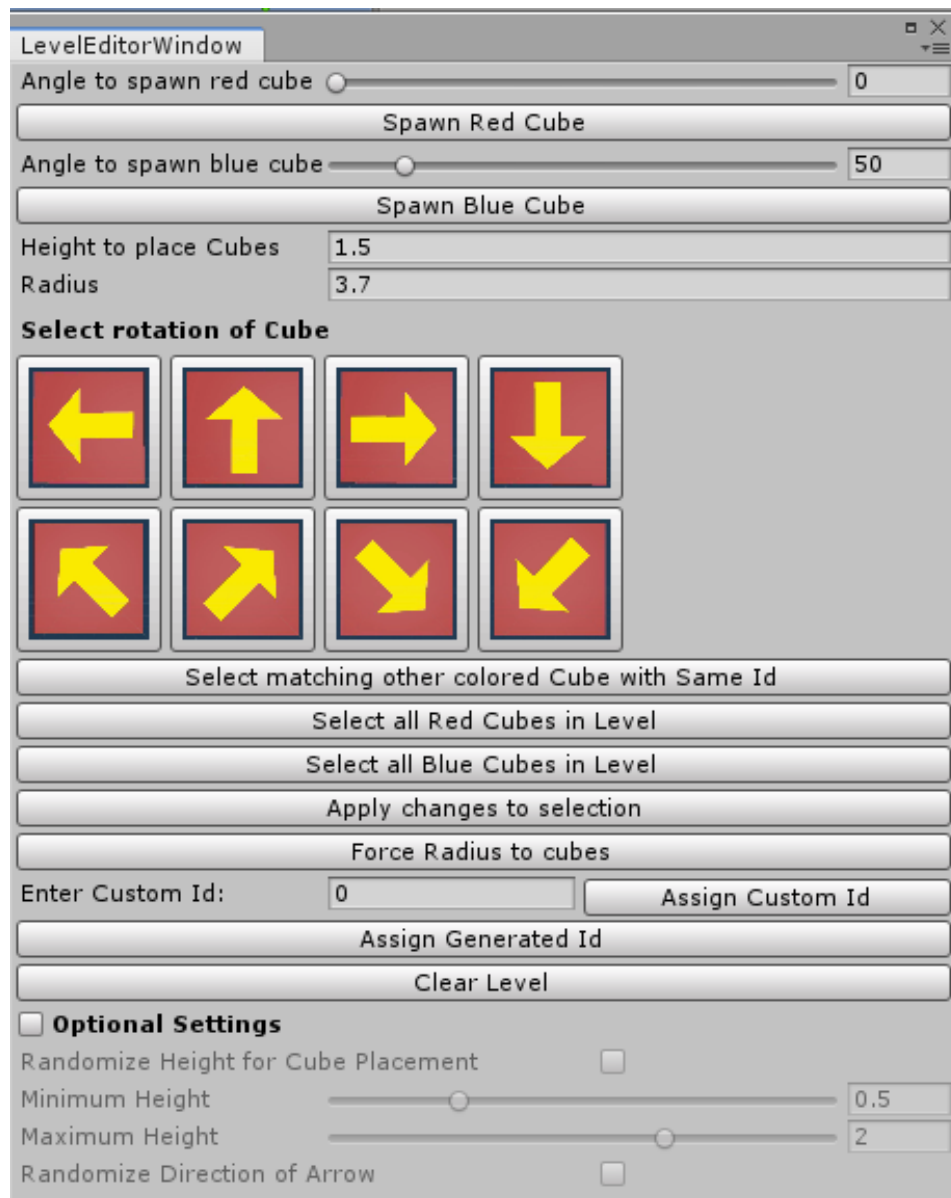 LevelEditorWindow
Angle to spawn red cube 0
Spawn Red Cube
Angle to spawn blue cube 50
Spawn Blue Cube
Height to place Cubes 1.5
Radius 3.7
Select rotation of Cube
Select matching other colored Cube with Same Id
Select all Red Cubes in Level
Select all Blue Cubes in Level
Apply changes to selection
Force Radius to cubes
Enter Custom Id: 0 Assign Custom Id
Assign Generated Id
Clear Level
Optional Settings
Randomize Height for Cube Placement
Minimum Height 0.5
Maximum Height 2
Randomize Direction of Arrow